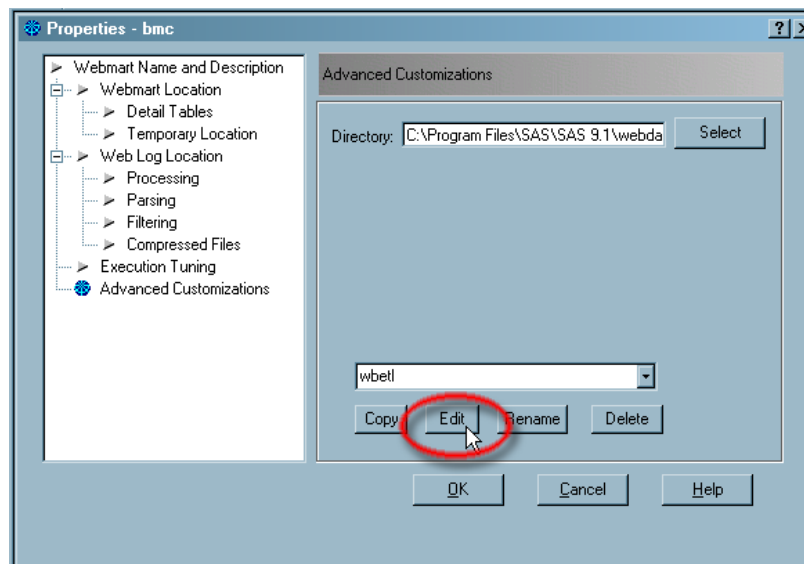 Properties - bmc
Webmart Name and Description
Webmart Location
Detail Tables
Temporary Location
Web Log Location
Processing
Parsing
Filtering
Compressed Files
Execution Tuning
Advanced Customizations
Advanced Customizations
Directory: C:\Program Files\SAS\SAS 9.1\webda Select
wbetl
Copy Edit Rename Delete
OK Cancel Help